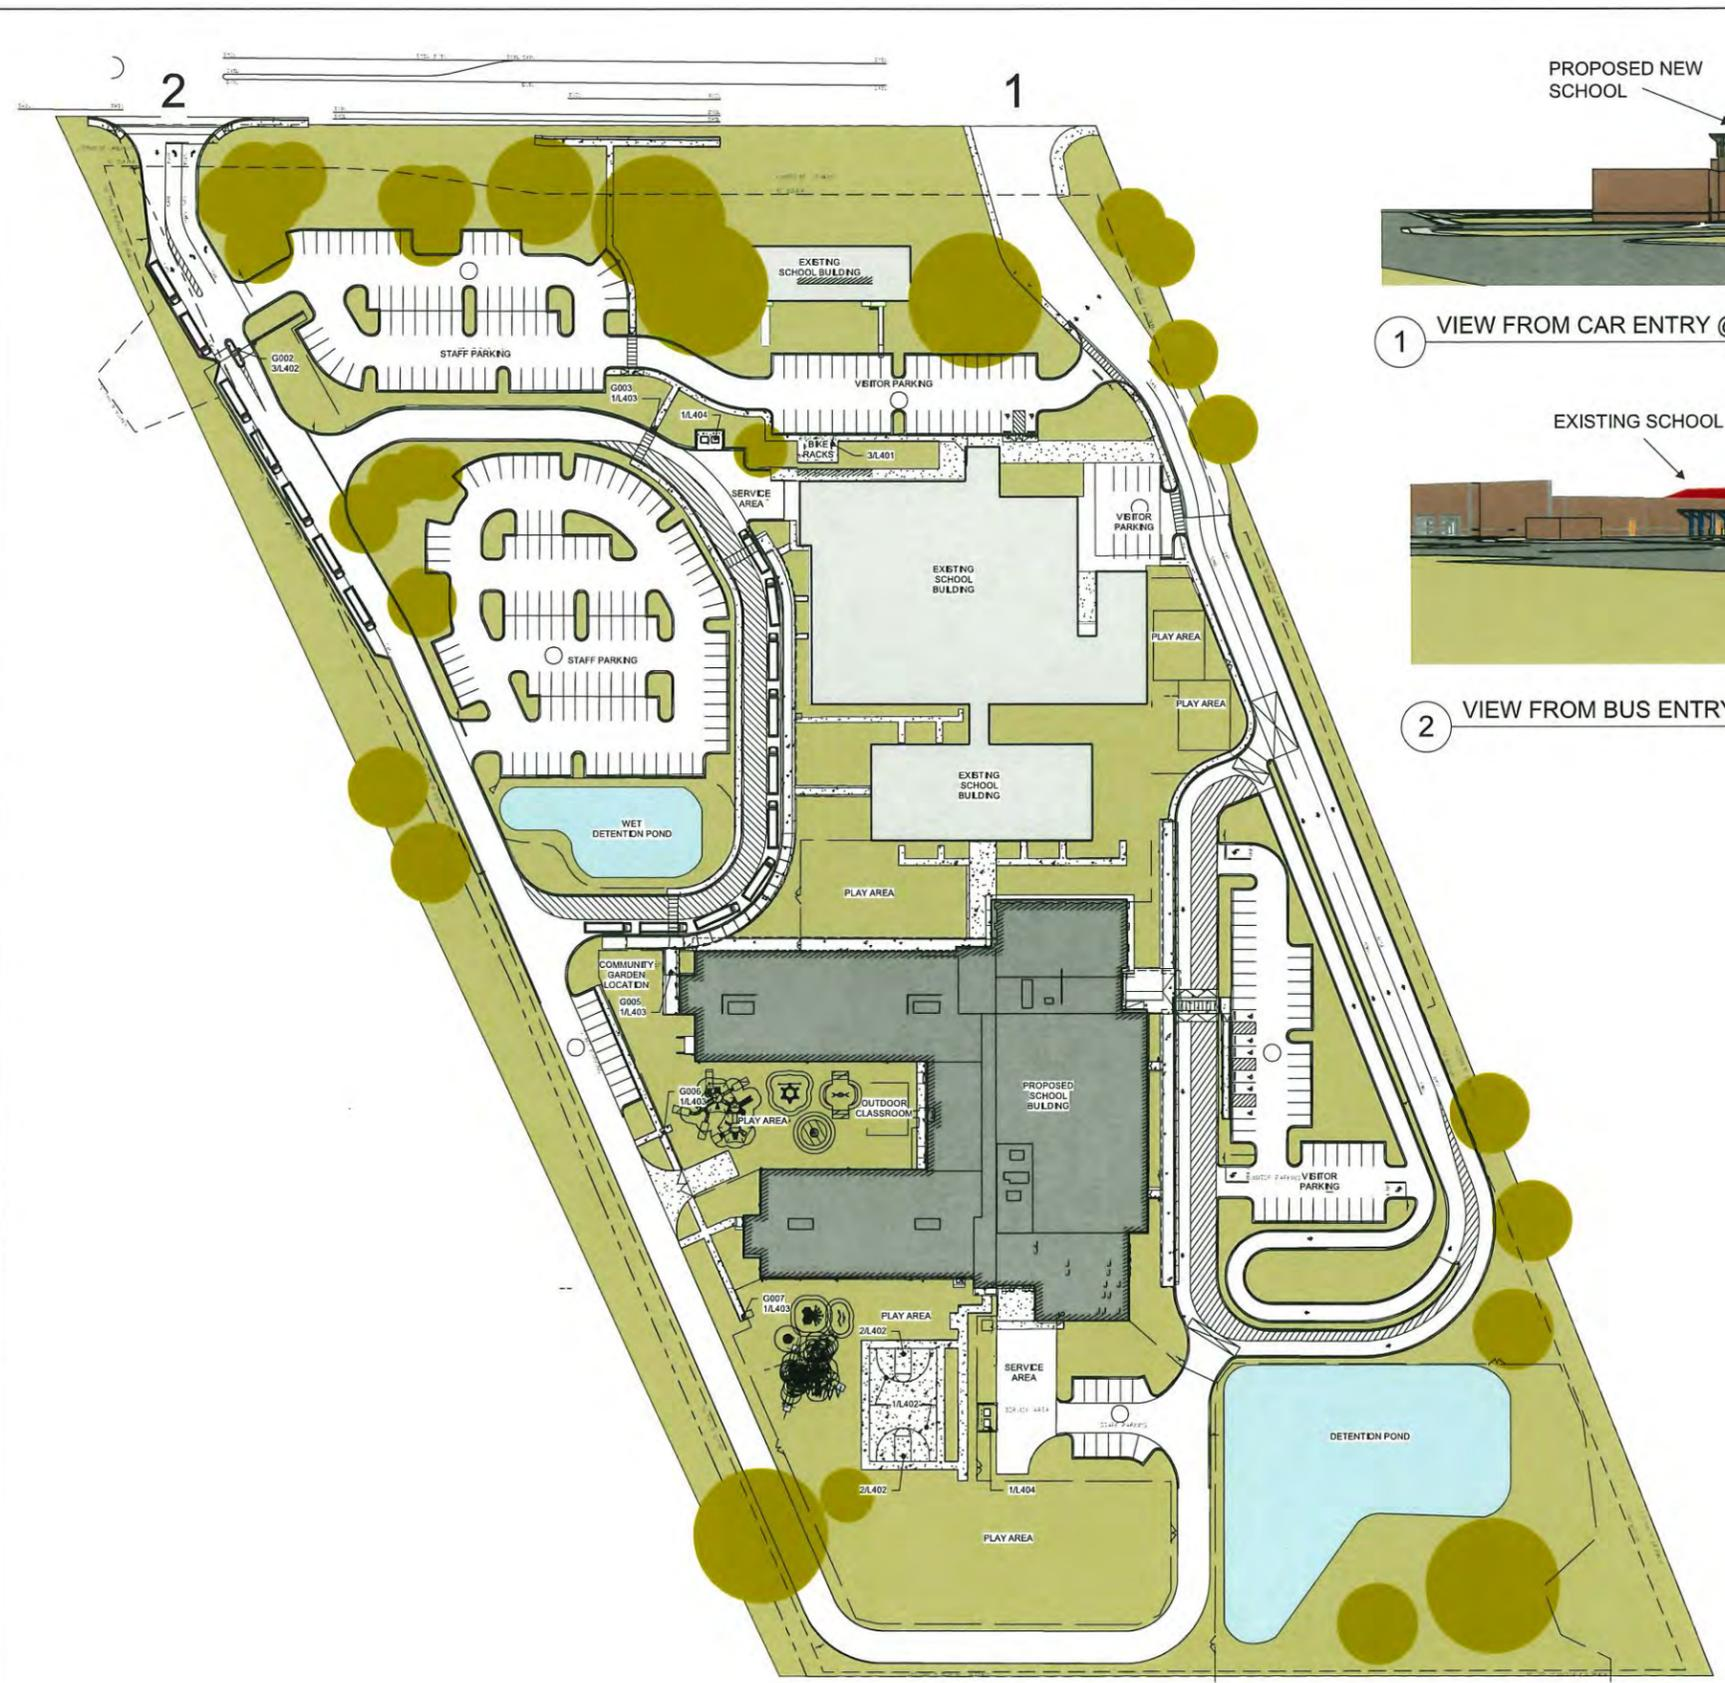 2
1
PROPOSED NEW
SCHOOL
EXISTING
SCHOOL BUILDING
1
VIEW FROM CAR ENTRY @
STAFF PARKING
G002
3/L402
G003
1/L403
VISITOR PARKING
1/L404
BIKE
RACKS
3/L401
EXISTING SCHOOL
SERVICE
AREA
VISITOR
PARKING
EXISTING
SCHOOL
BUILDING
PLAY AREA
STAFF PARKING
PLAY AREA
2
VIEW FROM BUS ENTRY
EXISTING
SCHOOL
BUILDING
WET
DETENTION POND
PLAY AREA
COMMUNITY
GARDEN
LOCATION
G005
1/L403
PROPOSED
SCHOOL
BUILDING
G006
1/L403
PLAY AREA
OUTDOOR
CLASSROOM
VISITOR
PARKING
G007
1/L403
PLAY AREA
2/L402
SERVICE
AREA
1/L402
SERVICE AREA
STAFF PARKING
DETENTION POND
2/L402
1/L404
PLAY AREA